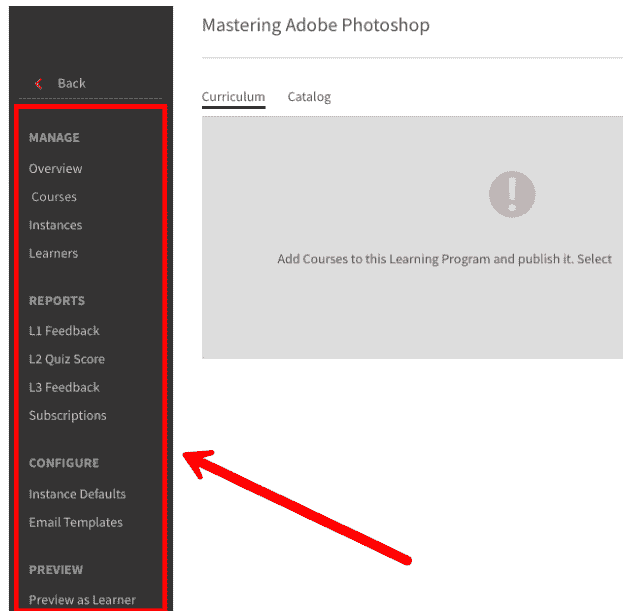 Mastering Adobe Photoshop
Back
Curriculum Catalog
MANAGE
Overview
Courses
Instances
Learners
REPORTS
L1 Feedback
L2 Quiz Score
L3 Feedback
Subscriptions
CONFIGURE
Instance Defaults
Email Templates
PREVIEW
Preview as Learner
Add Courses to this Learning Program and publish it. Select